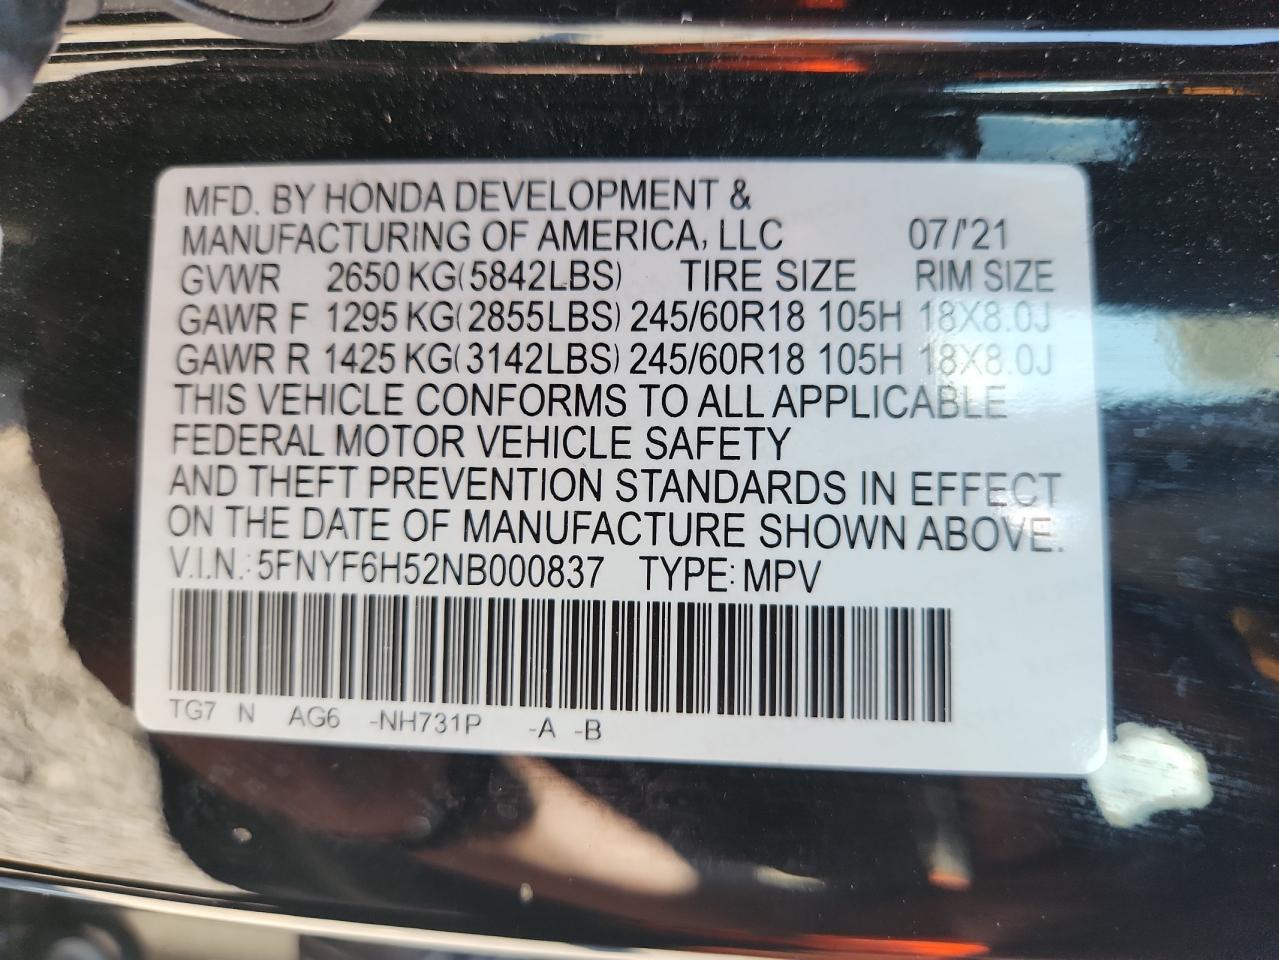 MFD. BY HONDA DEVELOPMENT &
MANUFACTURING OF AMERICA, LLC 07/'21
GVWR 2650 KG(5842LBS) TIRE SIZE RIM SIZE
GAWR F 1295 KG(2855LBS) 245/60R18 105H 18X8.0J
GAWR R 1425 KG(3142LBS) 245/60R18 105H 18X8.0J
THIS VEHICLE CONFORMS TO ALL APPLICABLE
FEDERAL MOTOR VEHICLE SAFETY
AND THEFT PREVENTION STANDARDS IN EFFECT
ON THE DATE OF MANUFACTURE SHOWN ABOVE.
V.I.N.: 5FNYF6H52NB000837 TYPE: MPV
TG7 N AG6 -NH731P -A -B